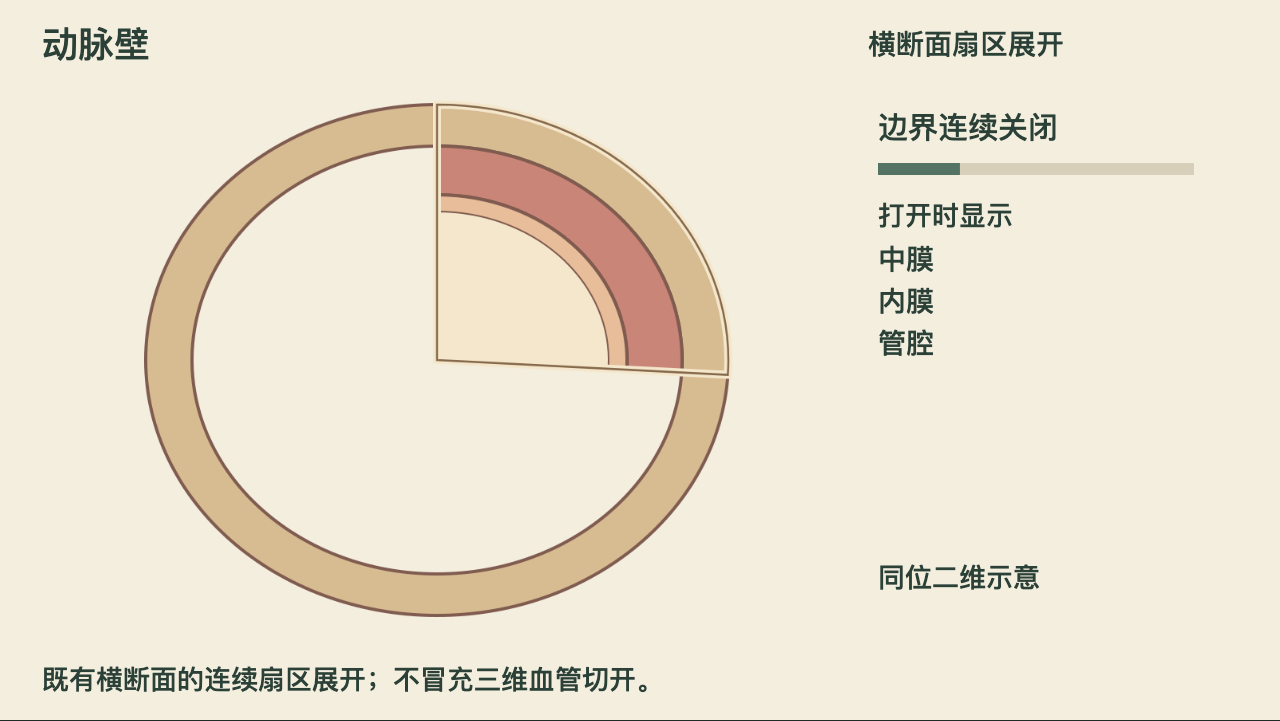 动脉壁
横断面扇区展开
边界连续关闭
打开时显示
中膜
内膜
管腔
同位二维示意
既有横断面的连续扇区展开；不冒充三维血管切开。